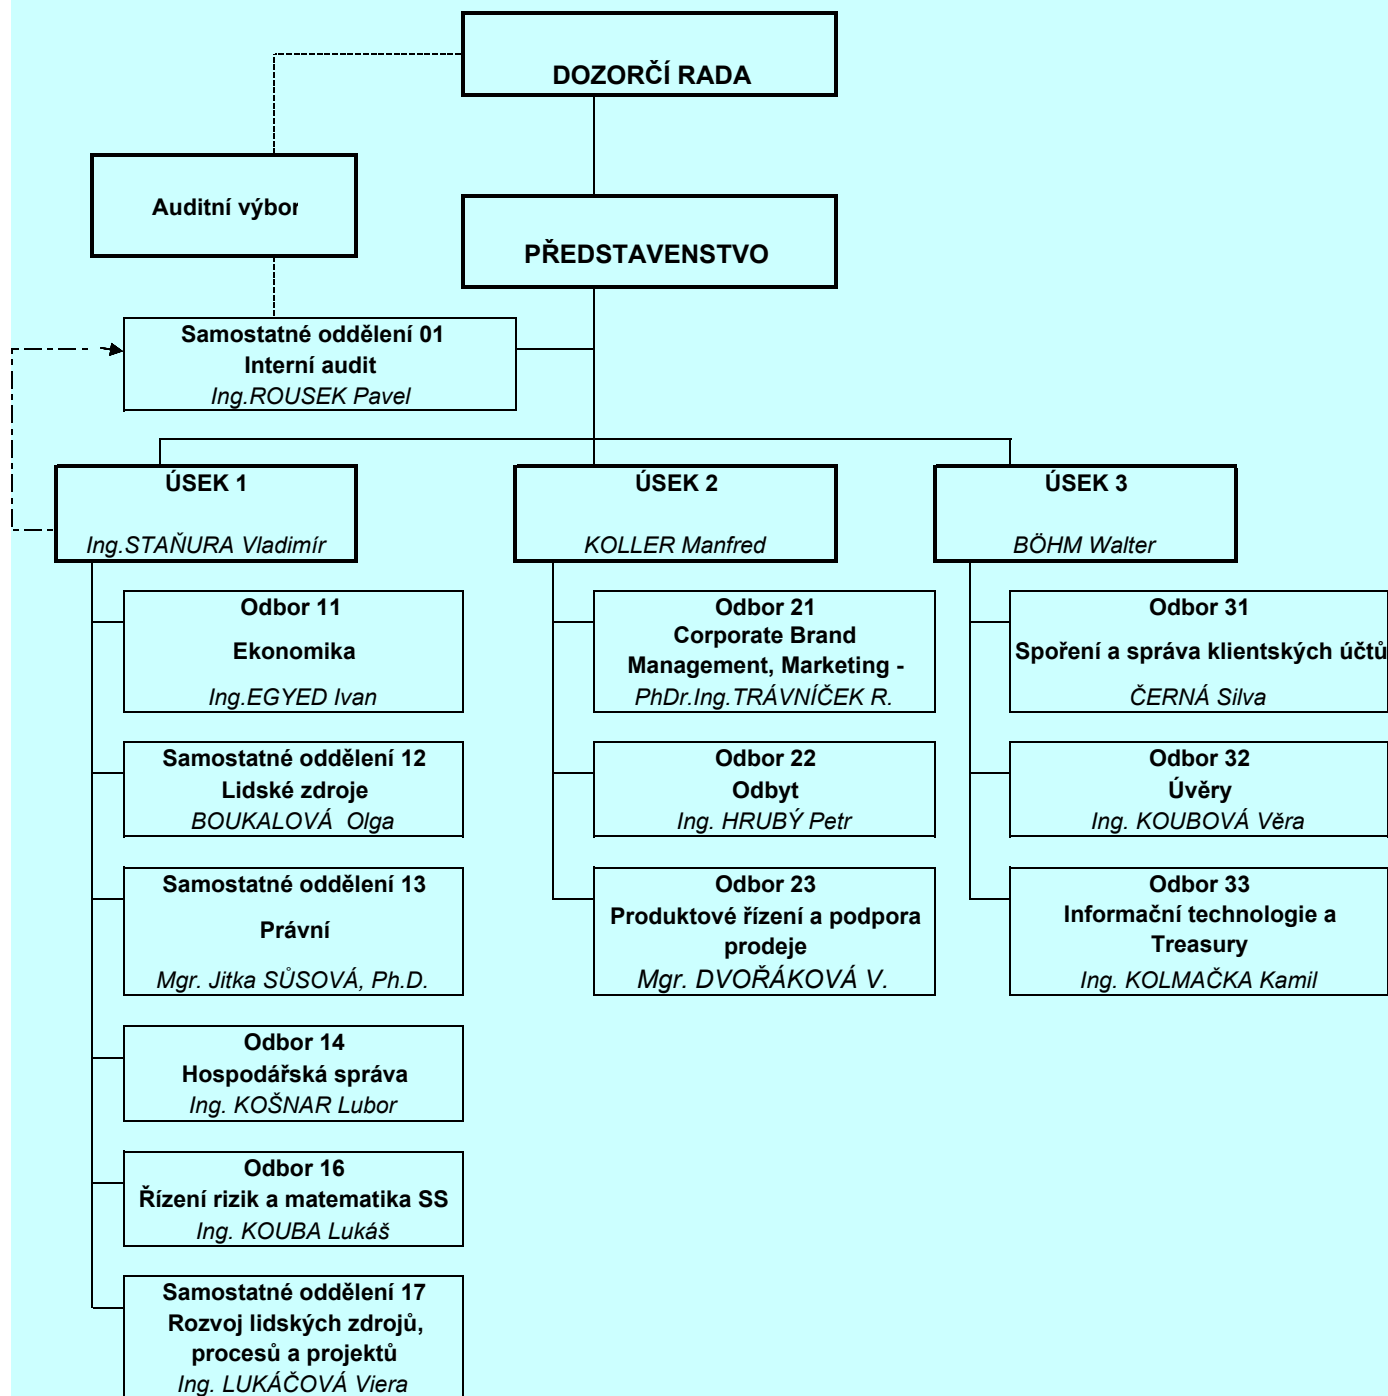 DOZORČÍ RADA
Auditní výbor
PŘEDSTAVENSTVO
Samostatné oddělení 01
Interní audit
Ing.ROUSEK Pavel
ÚSEK 1
Ing.STAŇURA Vladimír
ÚSEK 2
KOLLER Manfred
ÚSEK 3
BÖHM Walter
Odbor 11
Ekonomika
Ing.EGYED Ivan
Odbor 21
Corporate Brand
Management, Marketing -
PhDr.Ing.TRÁVNÍČEK R.
Odbor 31
Spoření a správa klientských účtů
ČERNÁ Silva
Samostatné oddělení 12
Lidské zdroje
BOUKALOVÁ  Olga
Odbor 22
Odbyt
Ing. HRUBÝ Petr
Odbor 32
Úvěry
Ing. KOUBOVÁ Věra
Samostatné oddělení 13
Právní
Mgr. Jitka SŮSOVÁ, Ph.D.
Odbor 23
Produktové řízení a podpora
prodeje
Mgr. DVOŘÁKOVÁ V.
Odbor 33
Informační technologie a
Treasury
Ing. KOLMAČKA Kamil
Odbor 14
Hospodářská správa
Ing. KOŠNAR Lubor
Odbor 16
Řízení rizik a matematika SS
Ing. KOUBA Lukáš
Samostatné oddělení 17
Rozvoj lidských zdrojů,
procesů a projektů
Ing. LUKÁČOVÁ Viera